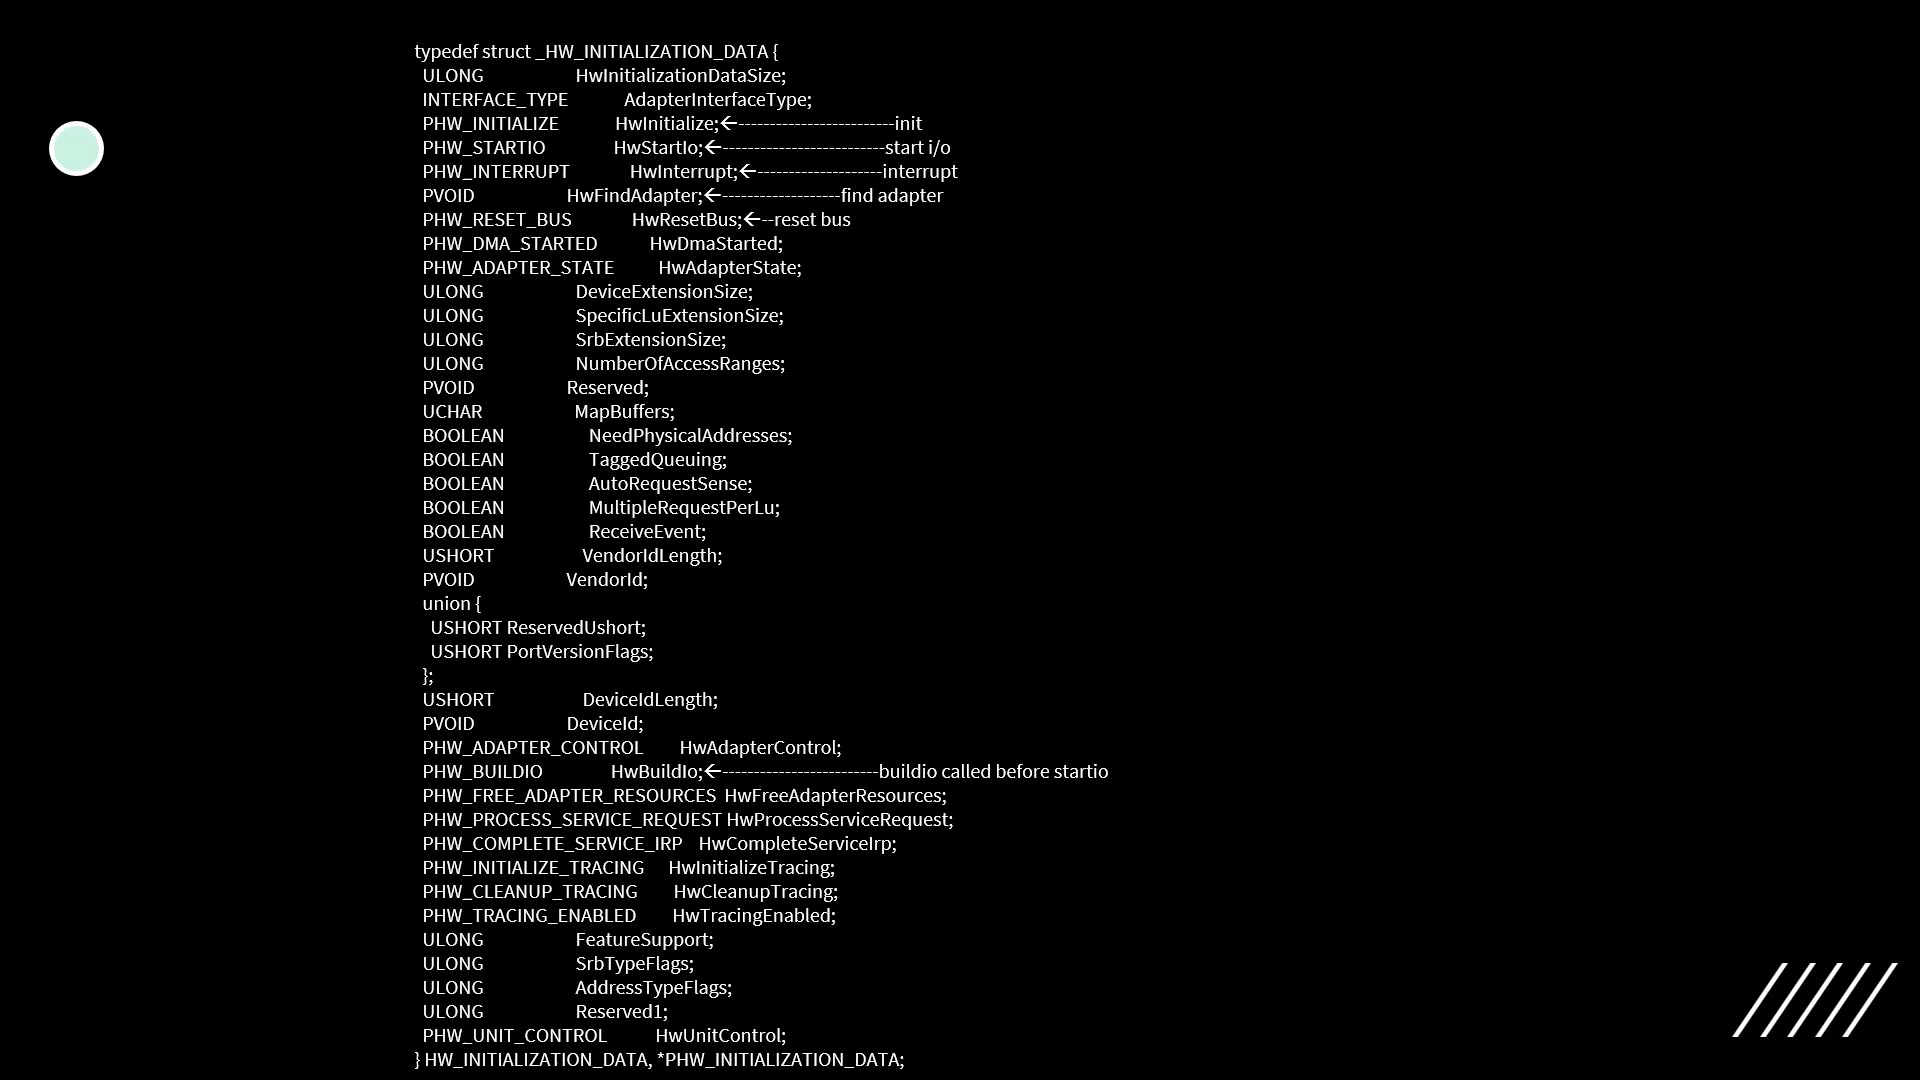 typedef struct _HW_INITIALIZATION_DATA {
ULONG HwInitializationDataSize;
INTERFACE_TYPE AdapterInterfaceType;
PHW_INITIALIZE HwInitialize;←-------------------------init
PHW_STARTIO HwStartIo;←--------------------------start i/o
PHW_INTERRUPT HwInterrupt;←--------------------interrupt
PVOID HwFindAdapter;←-------------------find adapter
PHW_RESET_BUS HwResetBus;←--reset bus
PHW_DMA_STARTED HwDmaStarted;
PHW_ADAPTER_STATE HwAdapterState;
ULONG DeviceExtensionSize;
ULONG SpecificLuExtensionSize;
ULONG SrbExtensionSize;
ULONG NumberOfAccessRanges;
PVOID Reserved;
UCHAR MapBuffers;
BOOLEAN NeedPhysicalAddresses;
BOOLEAN TaggedQueuing;
BOOLEAN AutoRequestSense;
BOOLEAN MultipleRequestPerLu;
BOOLEAN ReceiveEvent;
USHORT VendorIdLength;
PVOID VendorId;
union {
USHORT ReservedUshort;
USHORT PortVersionFlags;
};
USHORT DeviceIdLength;
PVOID DeviceId;
PHW_ADAPTER_CONTROL HwAdapterControl;
PHW_BUILDIO HwBuildIo;←-------------------------buildio called before startio
PHW_FREE_ADAPTER_RESOURCES HwFreeAdapterResources;
PHW_PROCESS_SERVICE_REQUEST HwProcessServiceRequest;
PHW_COMPLETE_SERVICE_IRP HwCompleteServiceIrp;
PHW_INITIALIZE_TRACING HwInitializeTracing;
PHW_CLEANUP_TRACING HwCleanupTracing;
PHW_TRACING_ENABLED HwTracingEnabled;
ULONG FeatureSupport;
ULONG SrbTypeFlags;
ULONG AddressTypeFlags;
ULONG Reserved1;
PHW_UNIT_CONTROL HwUnitControl;
} HW_INITIALIZATION_DATA, *PHW_INITIALIZATION_DATA;